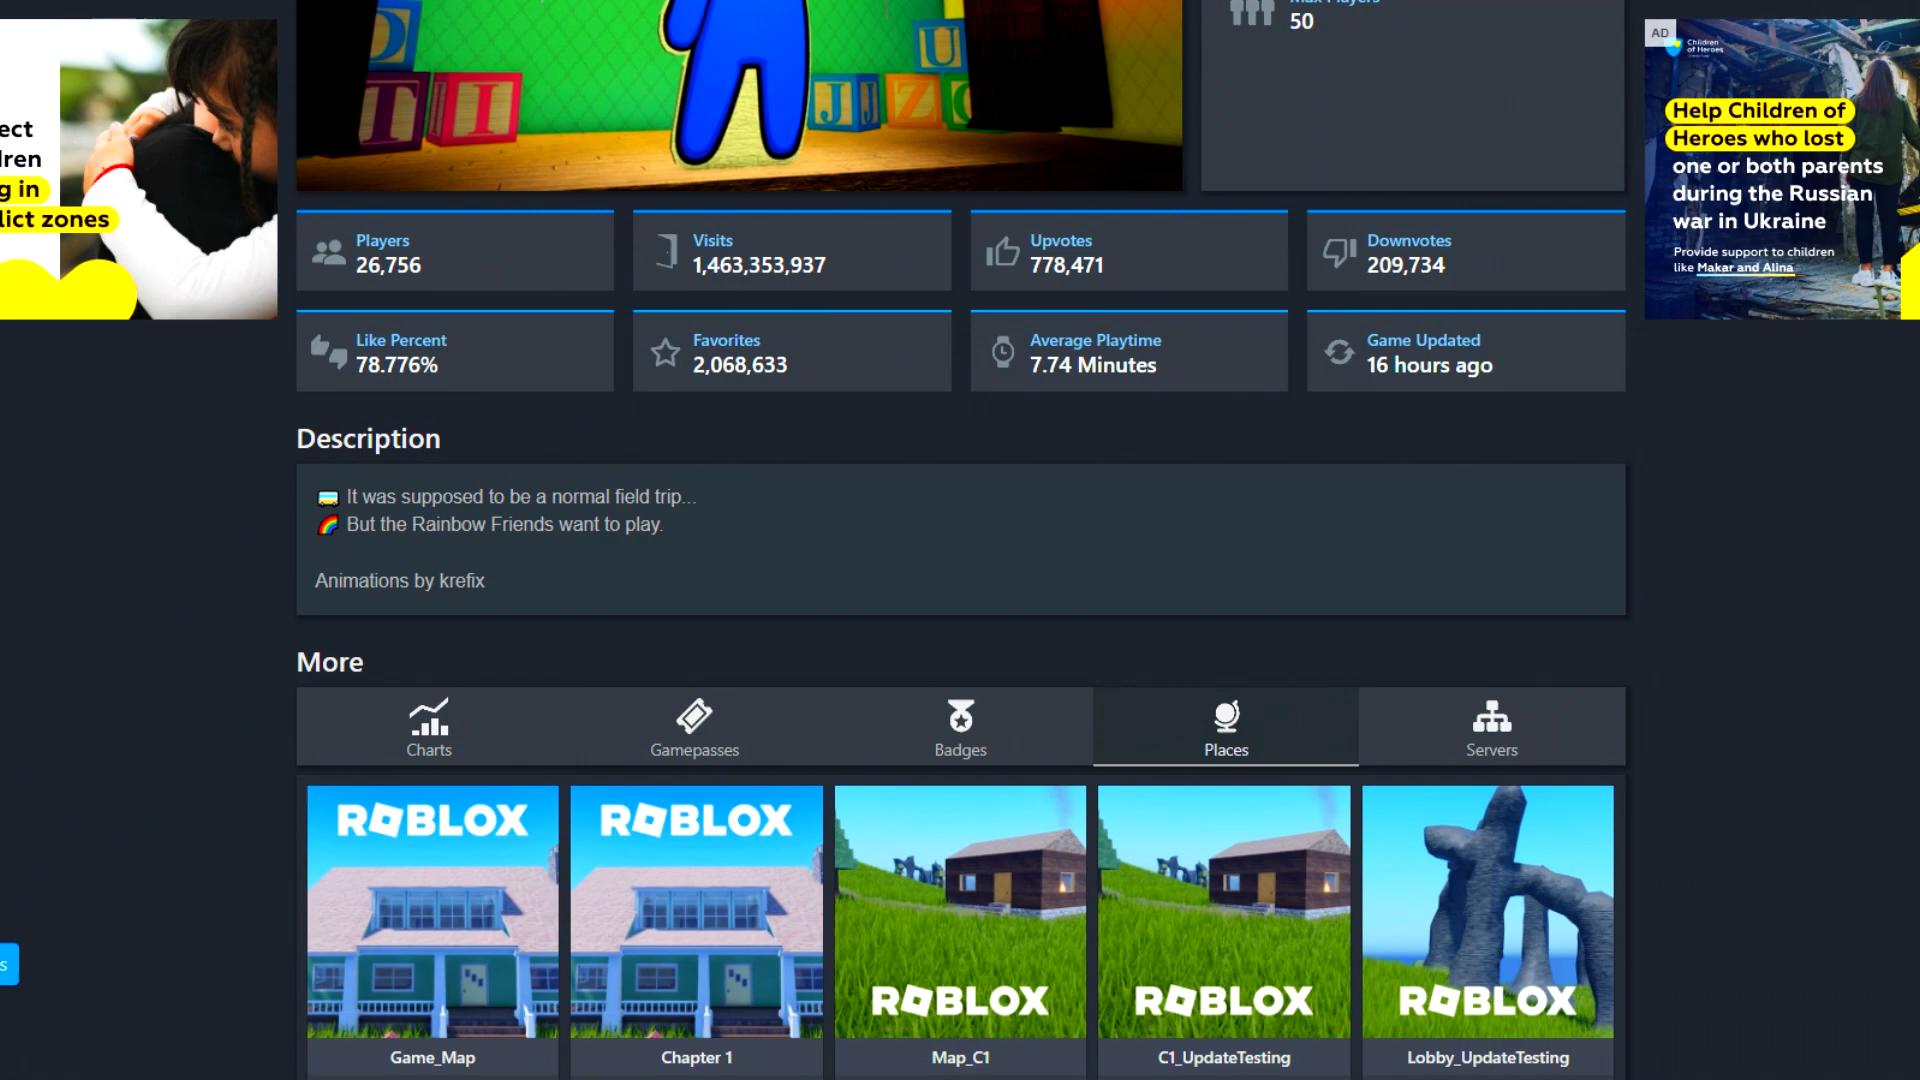 50
AD
Children
of Heroes
ect
dren
g in
lict zones
Help Children of
Heroes who lost
one or both parents
during the Russian
war in Ukraine
Provide support to children
like Makar and Alina
D
T
I
U
J
J
Z
Players
26,756
Visits
1,463,353,937
Upvotes
778,471
Downvotes
209,734
Like Percent
78.776%
Favorites
2,068,633
Average Playtime
7.74 Minutes
Game Updated
16 hours ago
Description
It was supposed to be a normal field trip...
But the Rainbow Friends want to play.
Animations by krefix
More
Charts
Gamepasses
Badges
Places
Servers
ROBLOX
ROBLOX
ROBLOX
ROBLOX
ROBLOX
s
Game_Map
Chapter 1
Map_C1
C1_UpdateTesting
Lobby_UpdateTesting